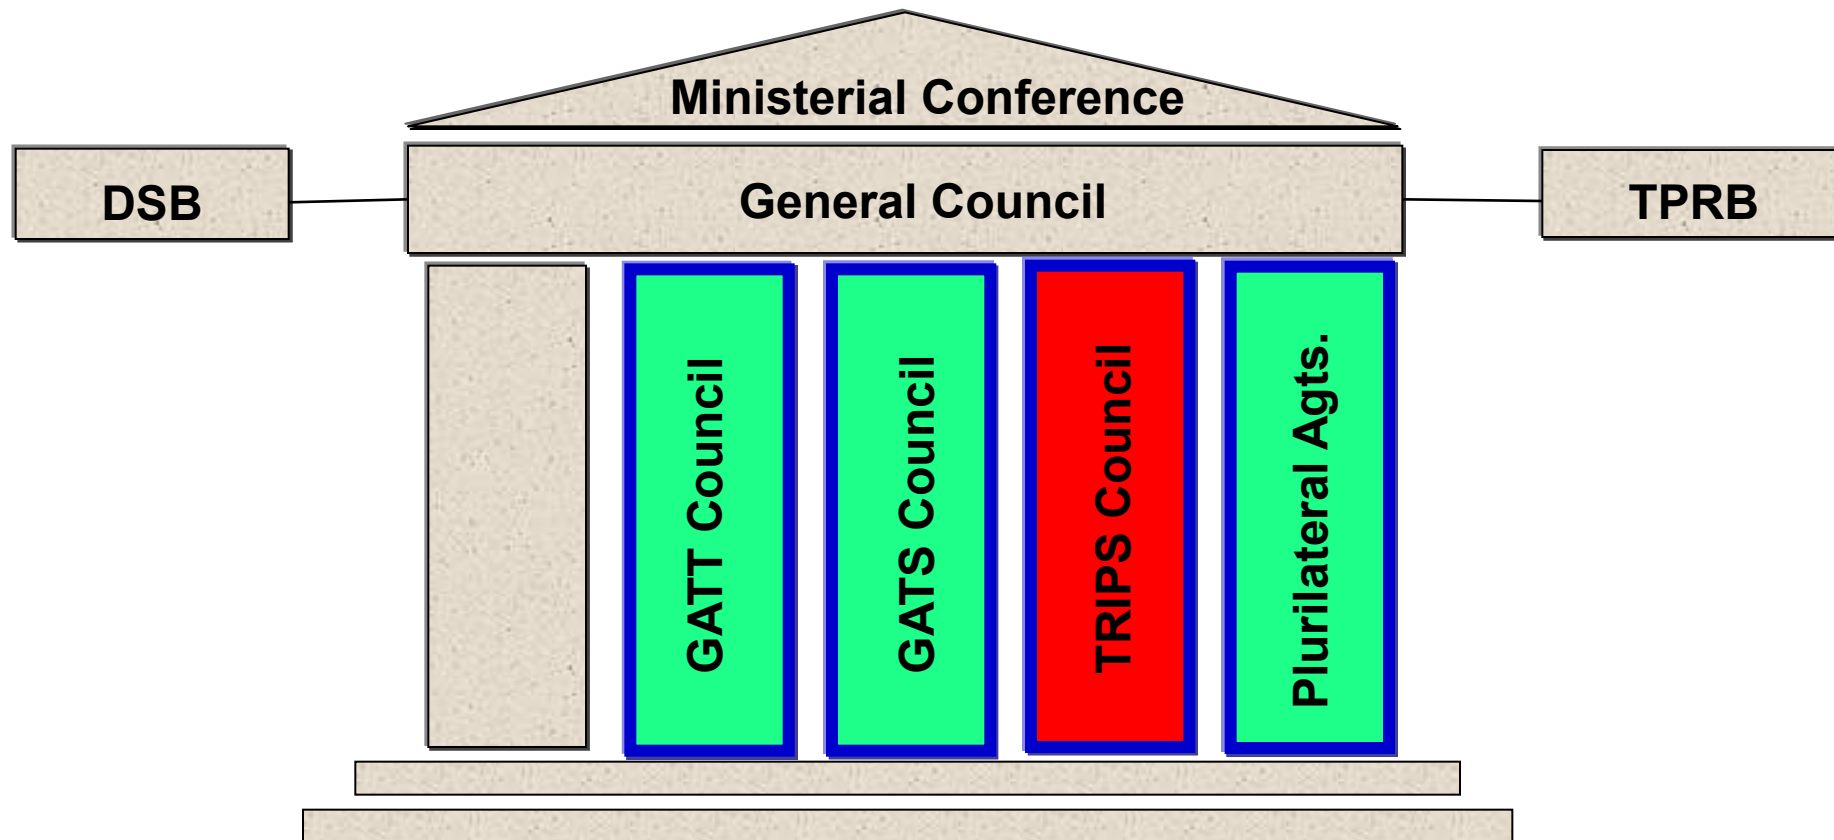 Ministerial Conference
DSB
General Council
TPRB
GATT Council
GATS Council
TRIPS Council
Plurilateral Agts.